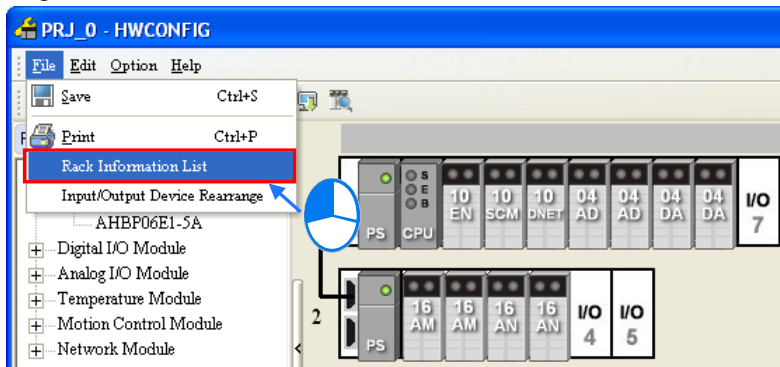 PRJ_0 - HWCONFIG
File Edit Option Help
Save Ctrl+S
Print Ctrl+P
Rack Information List
Input/Output Device Rearrange
AHBP06E1-5A
Digital I/O Module
Analog I/O Module
Temperature Module
Motion Control Module
Network Module
PS
S
E
B
CPU
10
EN
10
SCM
10
DNET
04
AD
04
AD
04
DA
04
DA
I/O
7
2
PS
16
AM
16
AM
16
AN
16
AN
I/O
4
I/O
5